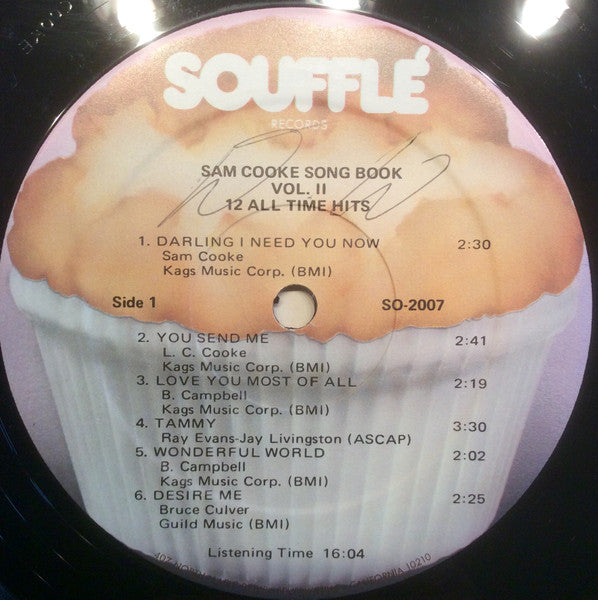 SOUFFLÉ
RECORDS
SAM COOKE SONG BOOK
VOL. II
12 ALL TIME HITS
1. DARLING I NEED YOU NOW 2:30
Sam Cooke
Kags Music Corp. (BMI)
Side 1 SO-2007
2. YOU SEND ME 2:41
L. C. Cooke
Kags Music Corp. (BMI)
3. LOVE YOU MOST OF ALL 2:19
B. Campbell
Kags Music Corp. (BMI)
4. TAMMY 3:30
Ray Evans-Jay Livingston (ASCAP)
5. WONDERFUL WORLD 2:02
B. Campbell
Kags Music Corp. (BMI)
6. DESIRE ME 2:25
Bruce Culver
Guild Music (BMI)
Listening Time 16:04